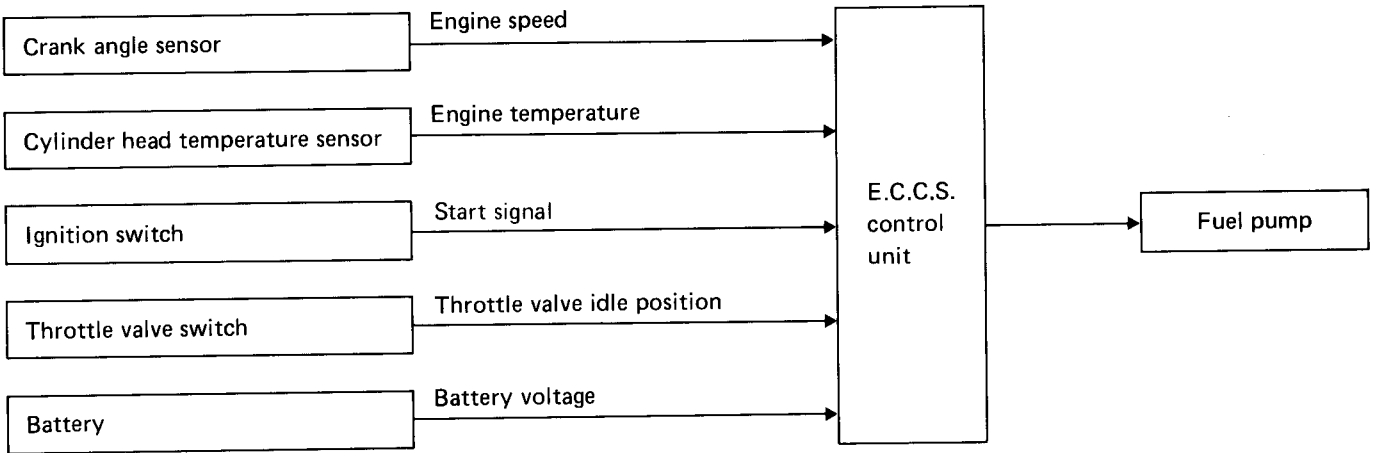 Crank angle sensor
Engine speed
Cylinder head temperature sensor
Engine temperature
Ignition switch
Start signal
Throttle valve switch
Throttle valve idle position
Battery
Battery voltage
E.C.C.S.
control
unit
Fuel pump